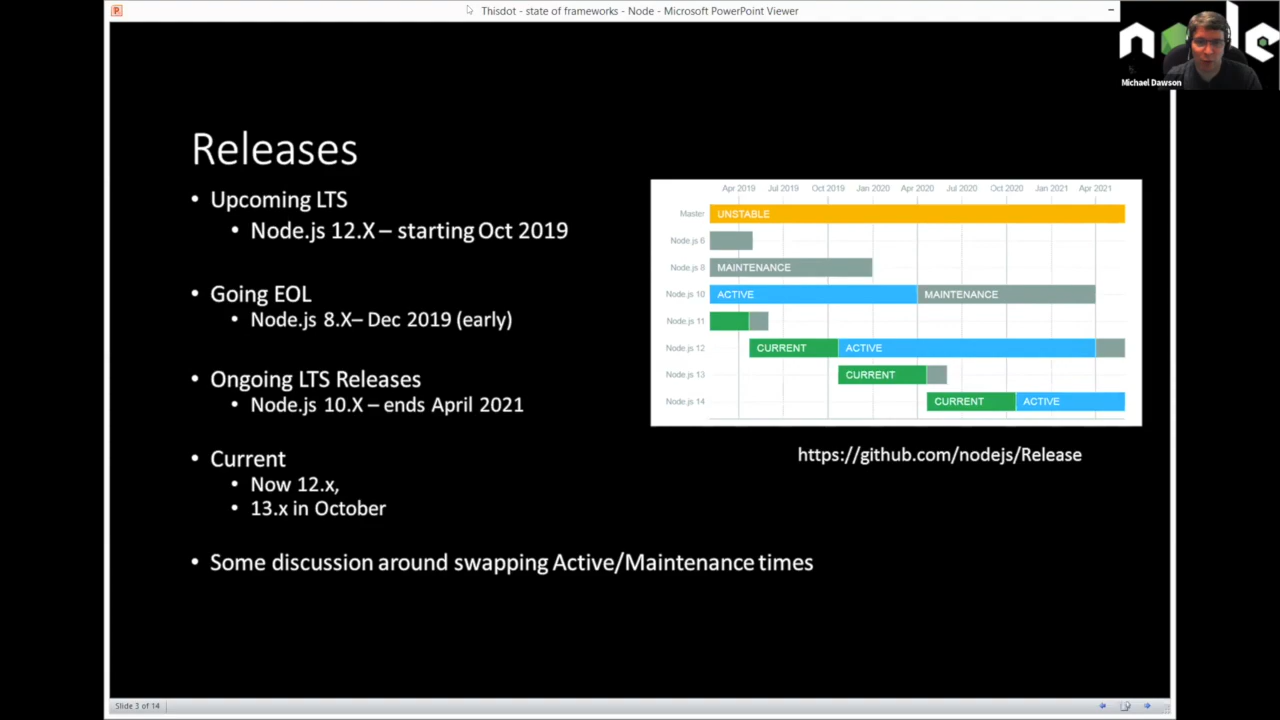 Thisdot - state of frameworks - Node - Microsoft PowerPoint Viewer
node
Michael Dawson
Releases
• Upcoming LTS
• Node.js 12.X – starting Oct 2019
• Going EOL
• Node.js 8.X– Dec 2019 (early)
• Ongoing LTS Releases
• Node.js 10.X – ends April 2021
• Current
• Now 12.x,
• 13.x in October
• Some discussion around swapping Active/Maintenance times
Apr 2019 Jul 2019 Oct 2019 Jan 2020 Apr 2020 Jul 2020 Oct 2020 Jan 2021 Apr 2021
Master UNSTABLE
Node.js 6
Node.js 8 MAINTENANCE
Node.js 10 ACTIVE MAINTENANCE
Node.js 11
Node.js 12 CURRENT ACTIVE
Node.js 13 CURRENT
Node.js 14 CURRENT ACTIVE
https://github.com/nodejs/Release
Slide 3 of 14